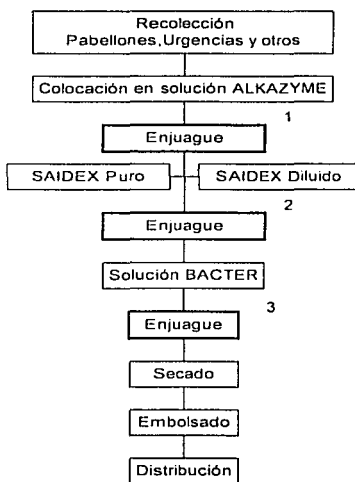 Recolección
Pabellones,Urgencias y otros
Colocación en solución ALKAZYME
1
Enjuague
SAIDEX Puro
SAIDEX Diluido
2
Enjuague
Solución BACTER
3
Enjuague
Secado
Embolsado
Distribución